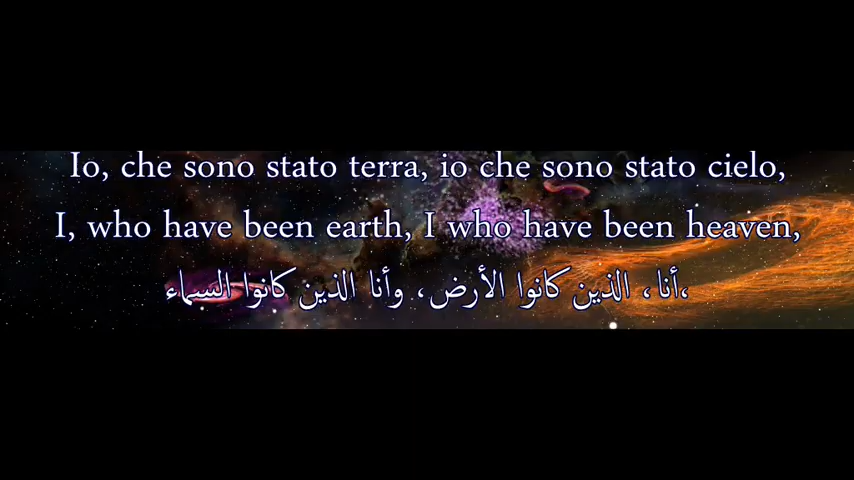 Io, che sono stato terra, io che sono stato cielo,
I, who have been earth, I who have been heaven,
،أنا، الذين كانوا الأرض، وأنا الذين كانوا السماء